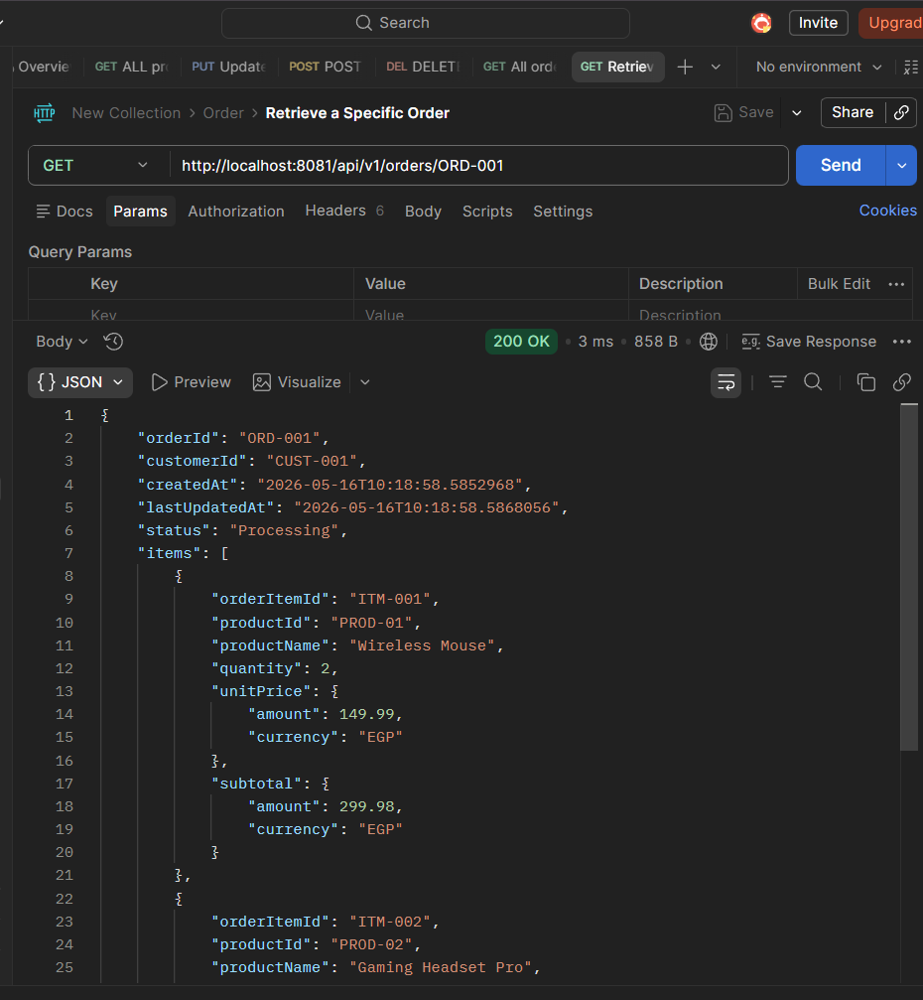 Search
Invite
Upgrad
Overvie GET ALL pr PUT Update POST POST DEL DELET GET All orde GET Retriev No environment
HTTP New Collection > Order > Retrieve a Specific Order Save Share
GET http://localhost:8081/api/v1/orders/ORD-001 Send
Docs Params Authorization Headers 6 Body Scripts Settings Cookies
Query Params
Key Value Description Bulk Edit
Key Value Description
Body 200 OK 3 ms 858 B e.g. Save Response
{} JSON Preview Visualize
1 {
2 "orderId": "ORD-001",
3 "customerId": "CUST-001",
4 "createdAt": "2026-05-16T10:18:58.5852968",
5 "lastUpdatedAt": "2026-05-16T10:18:58.5868056",
6 "status": "Processing",
7 "items": [
8 {
9 "orderItemId": "ITM-001",
10 "productId": "PROD-01",
11 "productName": "Wireless Mouse",
12 "quantity": 2,
13 "unitPrice": {
14 "amount": 149.99,
15 "currency": "EGP"
16 },
17 "subtotal": {
18 "amount": 299.98,
19 "currency": "EGP"
20 }
21 },
22 {
23 "orderItemId": "ITM-002",
24 "productId": "PROD-02",
25 "productName": "Gaming Headset Pro",